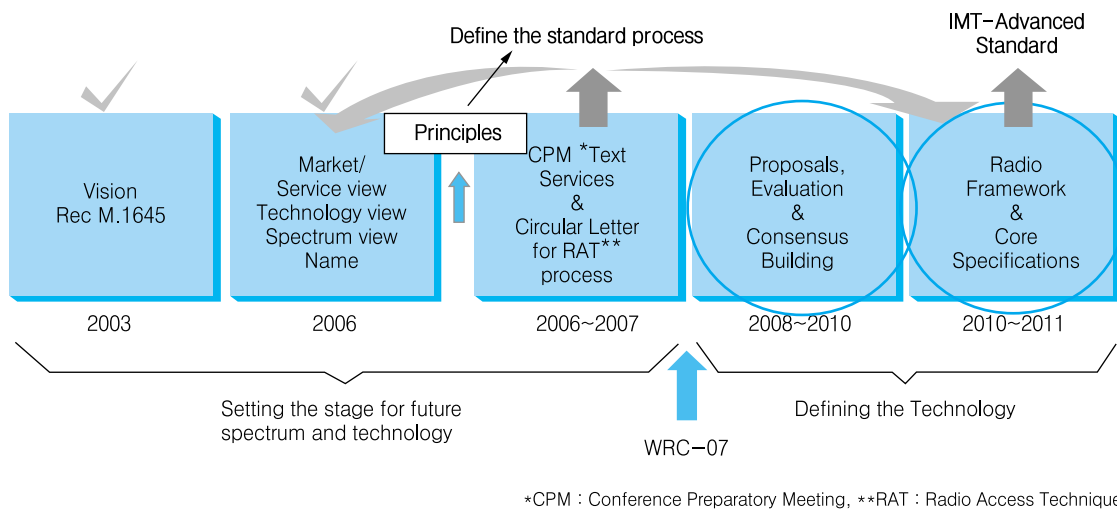 IMT-Advanced
Standard
Define the standard process
Principles
Vision
Rec M.1645
Market/
Service view
Technology view
Spectrum view
Name
CPM *Text
Services
&
Circular Letter
for RAT**
process
Proposals,
Evaluation
&
Consensus
Building
Radio
Framework
&
Core
Specifications
2003
2006
2006~2007
2008~2010
2010~2011
Setting the stage for future
spectrum and technology
WRC-07
Defining the Technology
*CPM : Conference Preparatory Meeting, **RAT : Radio Access Technique